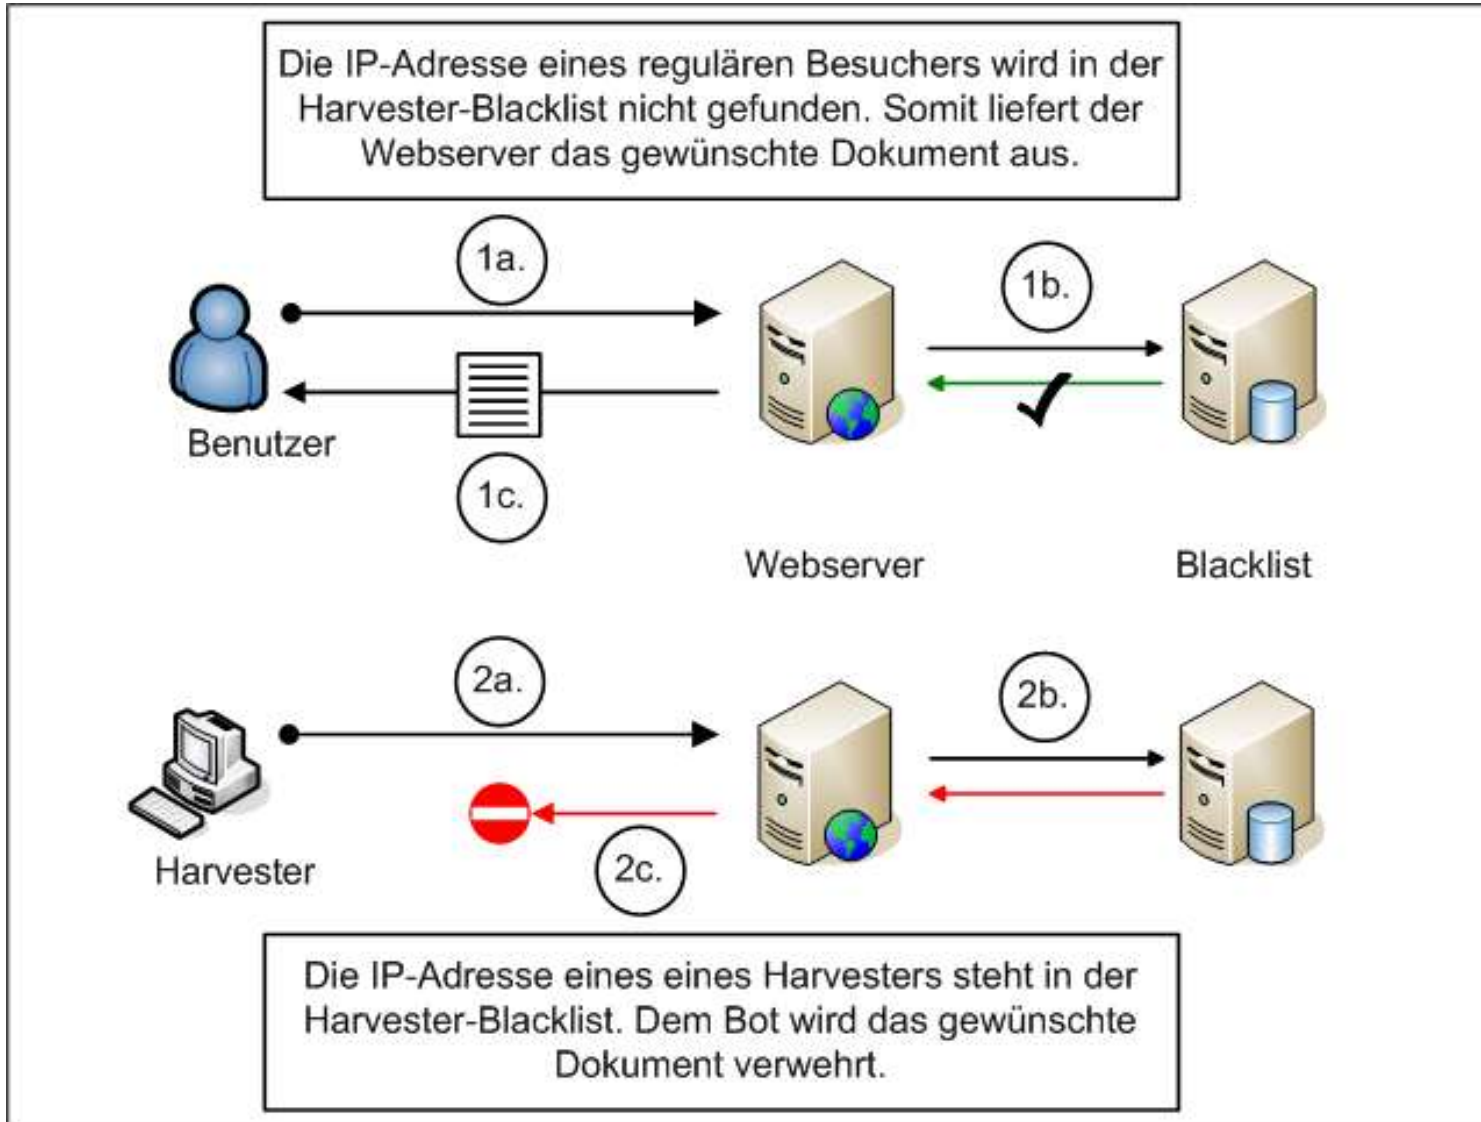 Die IP-Adresse eines regulären Besuchers wird in der
Harvester-Blacklist nicht gefunden. Somit liefert der
Webserver das gewünschte Dokument aus.
1a.
1b.
Benutzer
1c.
Webserver
Blacklist
2a.
2b.
Harvester
2c.
Die IP-Adresse eines eines Harvesters steht in der
Harvester-Blacklist. Dem Bot wird das gewünschte
Dokument verwehrt.